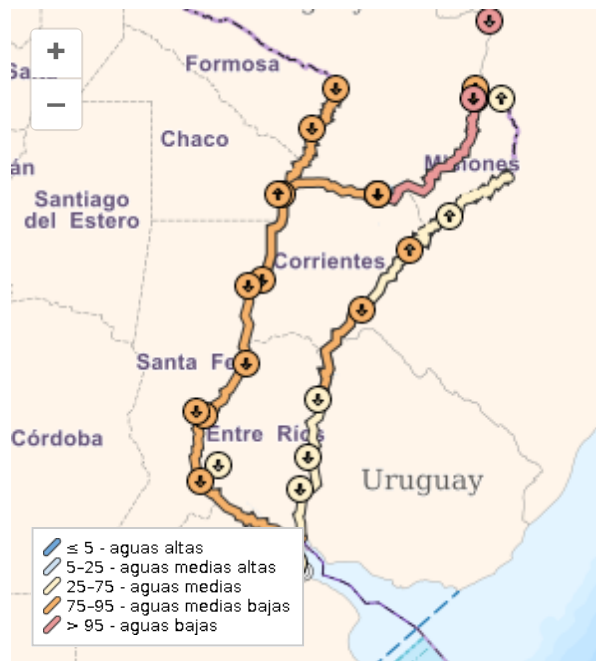 +
−
Formosa
Chaco
Misiones
Santiago
del Estero
Corrientes
Santa Fe
Córdoba
Entre Ríos
Uruguay
≤ 5 - aguas altas
5-25 - aguas medias altas
25-75 - aguas medias
75-95 - aguas medias bajas
> 95 - aguas bajas